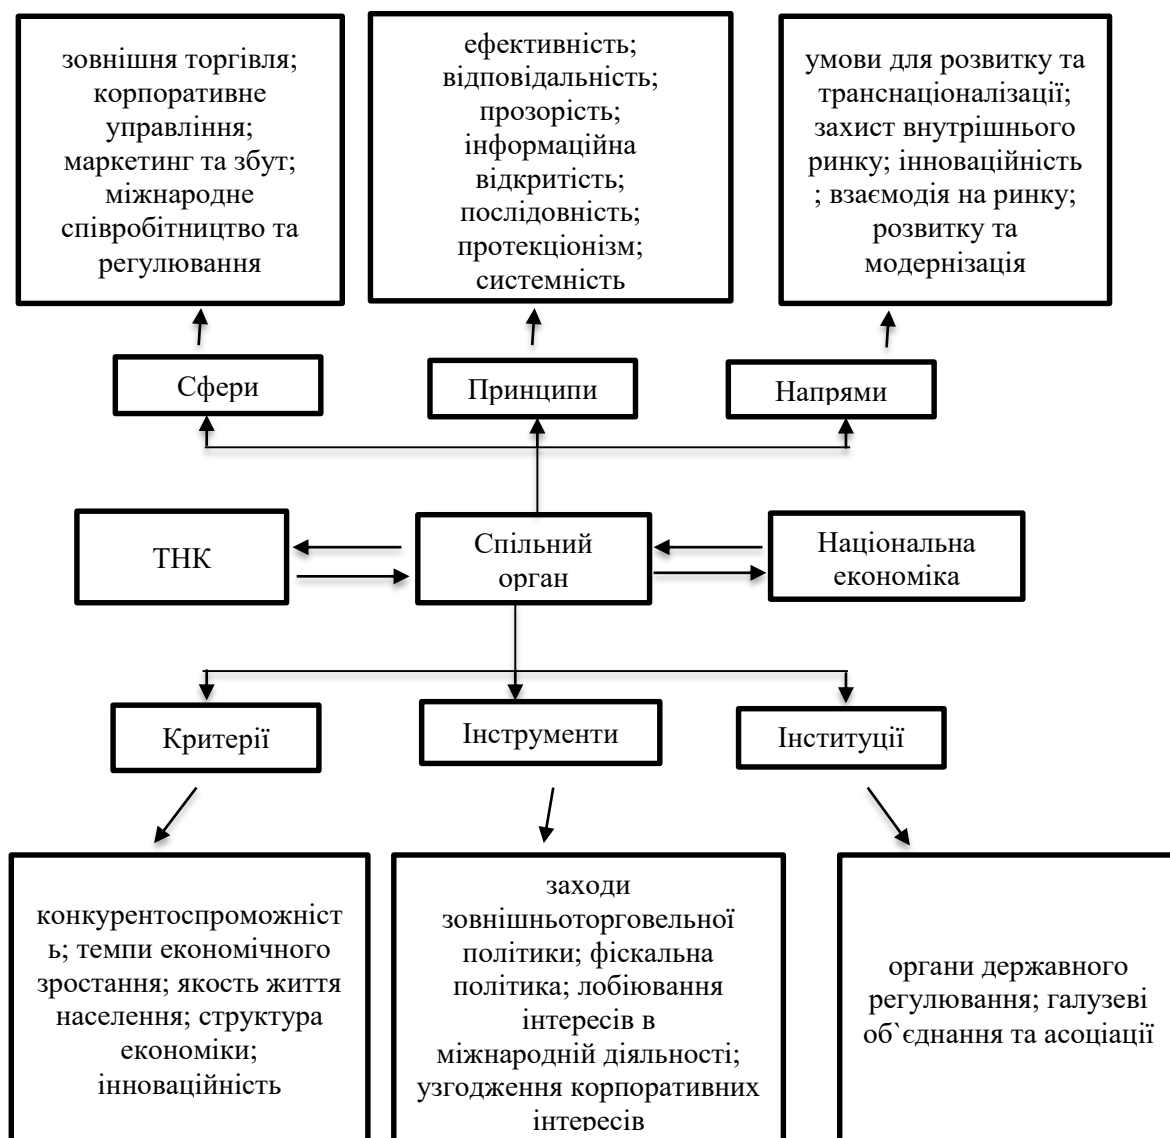 зовнішня торгівля;
корпоративне
управління;
маркетинг та збут;
міжнародне
співробітництво та
регулювання
ефективність;
відповідальність;
прозорість;
інформаційна
відкритість;
послідовність;
протекціонізм;
системність
умови для розвитку та
транснаціоналізації;
захист внутрішнього
ринку; інноваційність
; взаємодія на ринку;
розвитку та
модернізація
Сфери
Принципи
Напрями
ТНК
Спільний
орган
Національна
економіка
Критерії
Інструменти
Інституції
конкурентоспроможніст
ь; темпи економічного
зростання; якость життя
населення; структура
економіки;
інноваційність
заходи
зовнішньоторговельної
політики; фіскальна
політика; лобіювання
інтересів в
міжнародній діяльності;
узгодження корпоративних
інтересів
органи державного
регулювання; галузеві
об`єднання та асоціації